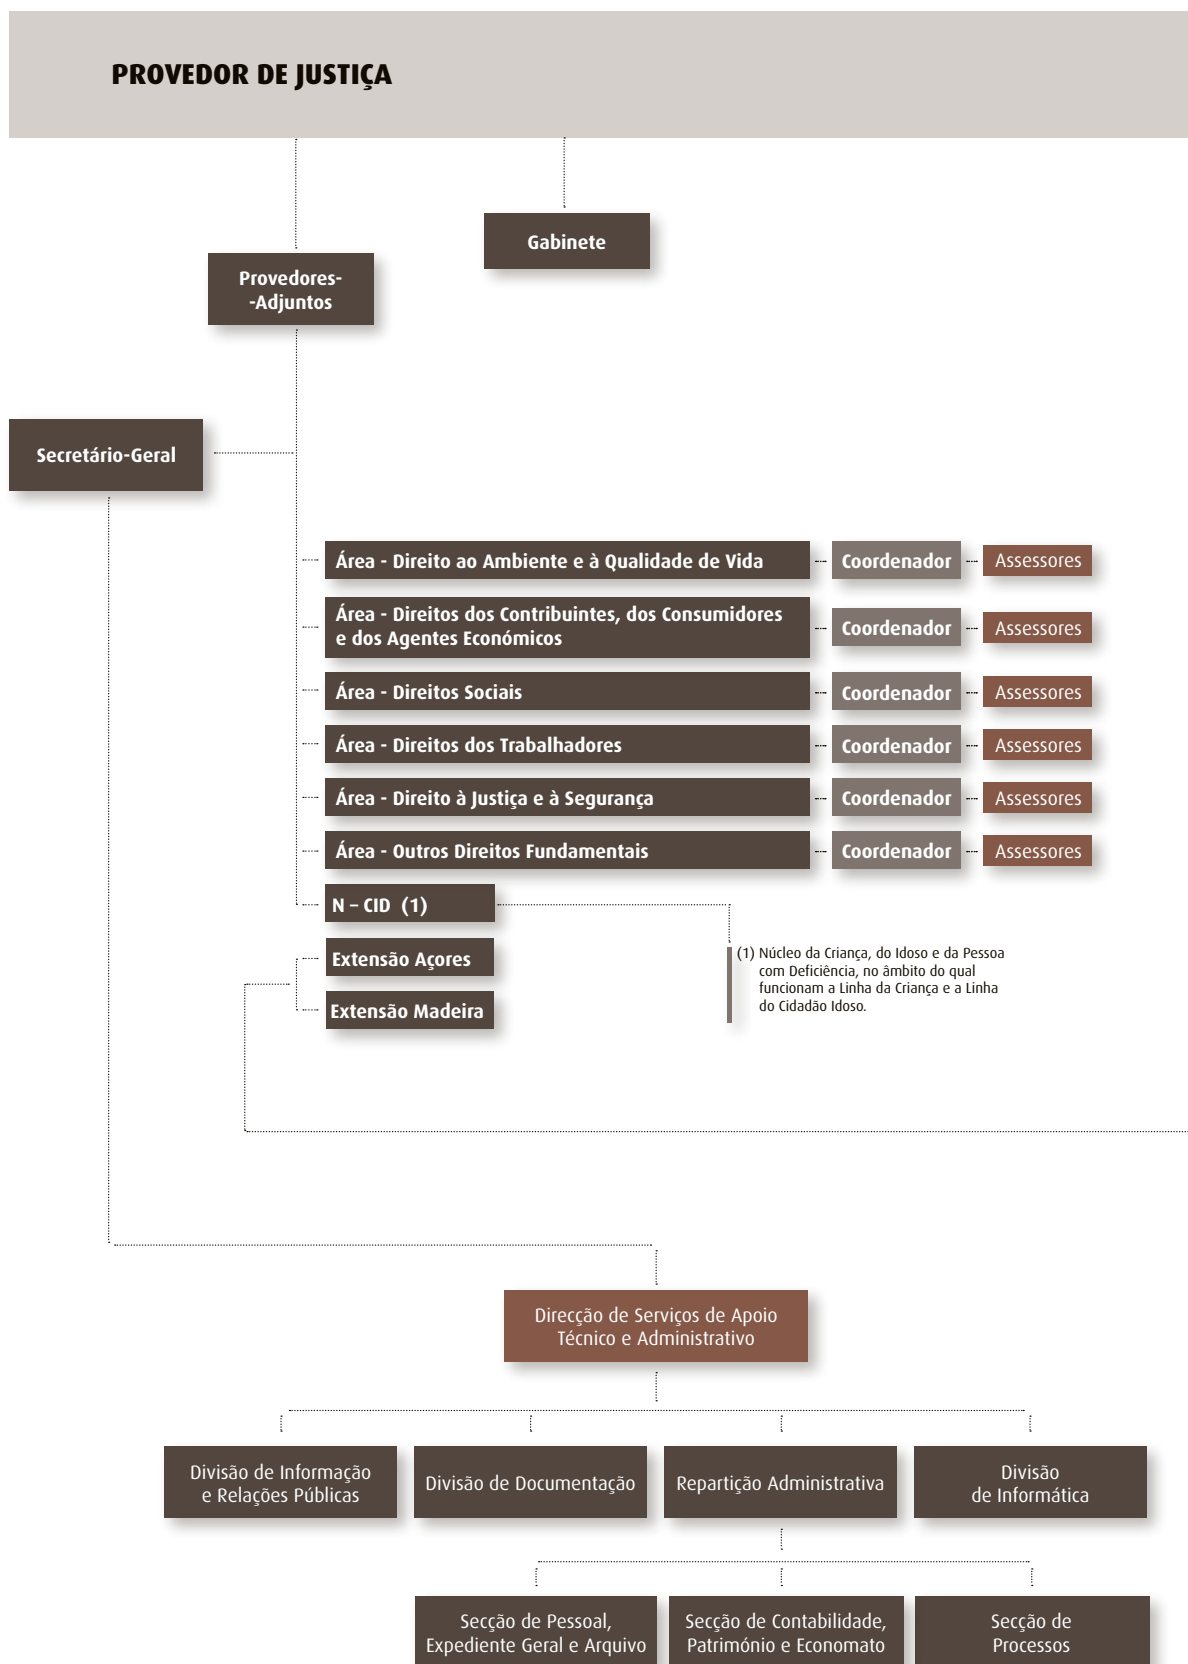 PROVEDOR DE JUSTIÇA
Gabinete
Provedores-
-Adjuntos
Secretário-Geral
Área - Direito ao Ambiente e à Qualidade de Vida
Coordenador
Assessores
Área - Direitos dos Contribuintes, dos Consumidores
e dos Agentes Económicos
Coordenador
Assessores
Área - Direitos Sociais
Coordenador
Assessores
Área - Direitos dos Trabalhadores
Coordenador
Assessores
Área - Direito à Justiça e à Segurança
Coordenador
Assessores
Área - Outros Direitos Fundamentais
Coordenador
Assessores
N – CID (1)
Extensão Açores
Extensão Madeira
(1) Núcleo da Criança, do Idoso e da Pessoa
com Deficiência, no âmbito do qual
funcionam a Linha da Criança e a Linha
do Cidadão Idoso.
Direcção de Serviços de Apoio
Técnico e Administrativo
Divisão de Informação
e Relações Públicas
Divisão de Documentação
Repartição Administrativa
Divisão
de Informática
Secção de Pessoal,
Expediente Geral e Arquivo
Secção de Contabilidade,
Património e Economato
Secção de
Processos